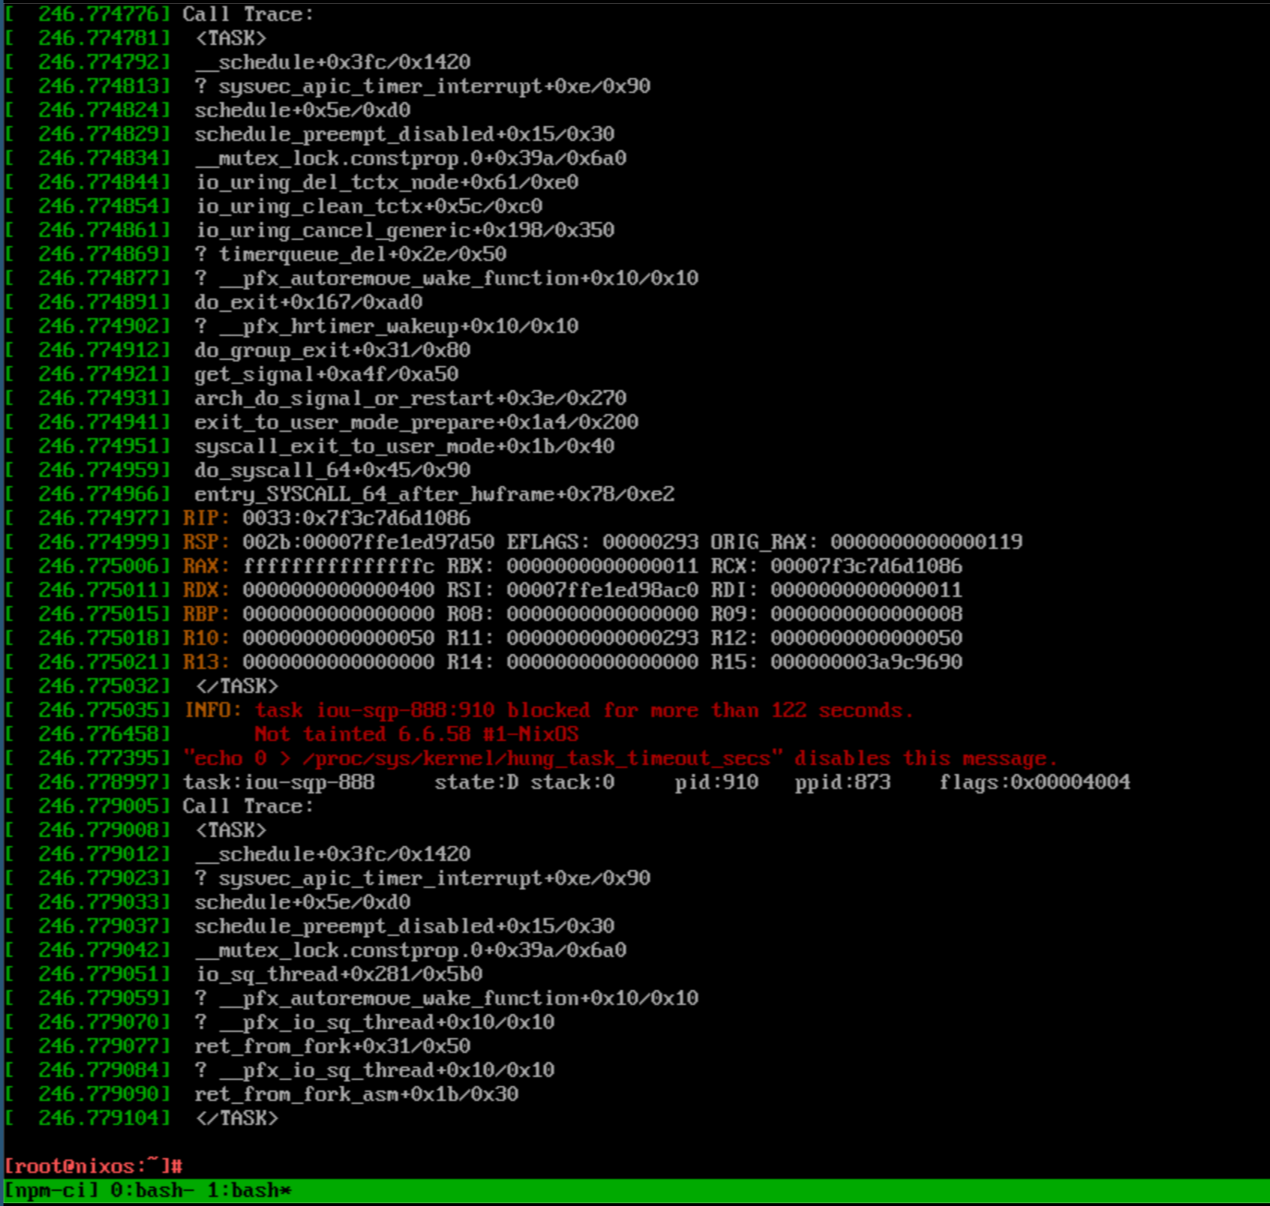 [  246.774776] Call Trace:
[  246.774781]  <TASK>
[  246.774792]  __schedule+0x3fc/0x1420
[  246.774813]  ? sysvec_apic_timer_interrupt+0xe/0x90
[  246.774824]  schedule+0x5e/0xd0
[  246.774829]  schedule_preempt_disabled+0x15/0x30
[  246.774834]  __mutex_lock.constprop.0+0x39a/0x6a0
[  246.774844]  io_uring_del_tctx_node+0x61/0xe0
[  246.774854]  io_uring_clean_tctx+0x5c/0xc0
[  246.774861]  io_uring_cancel_generic+0x198/0x350
[  246.774869]  ? timerqueue_del+0x2e/0x50
[  246.774877]  ? __pfx_autoremove_wake_function+0x10/0x10
[  246.774891]  do_exit+0x167/0xad0
[  246.774902]  ? __pfx_hrtimer_wakeup+0x10/0x10
[  246.774912]  do_group_exit+0x31/0x80
[  246.774921]  get_signal+0xa4f/0xa50
[  246.774931]  arch_do_signal_or_restart+0x3e/0x270
[  246.774941]  exit_to_user_mode_prepare+0x1a4/0x200
[  246.774951]  syscall_exit_to_user_mode+0x1b/0x40
[  246.774959]  do_syscall_64+0x45/0x90
[  246.774966]  entry_SYSCALL_64_after_hwframe+0x78/0xe2
[  246.774977] RIP: 0033:0x7f3c7d6d1086
[  246.774999] RSP: 002b:00007ffe1ed97d50 EFLAGS: 00000293 ORIG_RAX: 0000000000000119
[  246.775006] RAX: fffffffffffffffc RBX: 0000000000000011 RCX: 00007f3c7d6d1086
[  246.775011] RDX: 0000000000000400 RSI: 00007ffe1ed98ac0 RDI: 0000000000000011
[  246.775015] RBP: 0000000000000000 R08: 0000000000000000 R09: 0000000000000008
[  246.775018] R10: 0000000000000050 R11: 0000000000000293 R12: 0000000000000050
[  246.775021] R13: 0000000000000000 R14: 0000000000000000 R15: 000000003a9c9690
[  246.775032]  </TASK>
[  246.775035] INFO: task iou-sqp-888:910 blocked for more than 122 seconds.
[  246.776458]       Not tainted 6.6.58 #1-NixOS
[  246.777395] "echo 0 > /proc/sys/kernel/hung_task_timeout_secs" disables this message.
[  246.778997] task:iou-sqp-888     state:D stack:0     pid:910   ppid:873    flags:0x00004004
[  246.779005] Call Trace:
[  246.779008]  <TASK>
[  246.779012]  __schedule+0x3fc/0x1420
[  246.779023]  ? sysvec_apic_timer_interrupt+0xe/0x90
[  246.779033]  schedule+0x5e/0xd0
[  246.779037]  schedule_preempt_disabled+0x15/0x30
[  246.779042]  __mutex_lock.constprop.0+0x39a/0x6a0
[  246.779051]  io_sq_thread+0x281/0x5b0
[  246.779059]  ? __pfx_autoremove_wake_function+0x10/0x10
[  246.779070]  ? __pfx_io_sq_thread+0x10/0x10
[  246.779077]  ret_from_fork+0x31/0x50
[  246.779084]  ? __pfx_io_sq_thread+0x10/0x10
[  246.779090]  ret_from_fork_asm+0x1b/0x30
[  246.779104]  </TASK>
[root@nixos:~]#
[npm-ci] 0:bash- 1:bash*